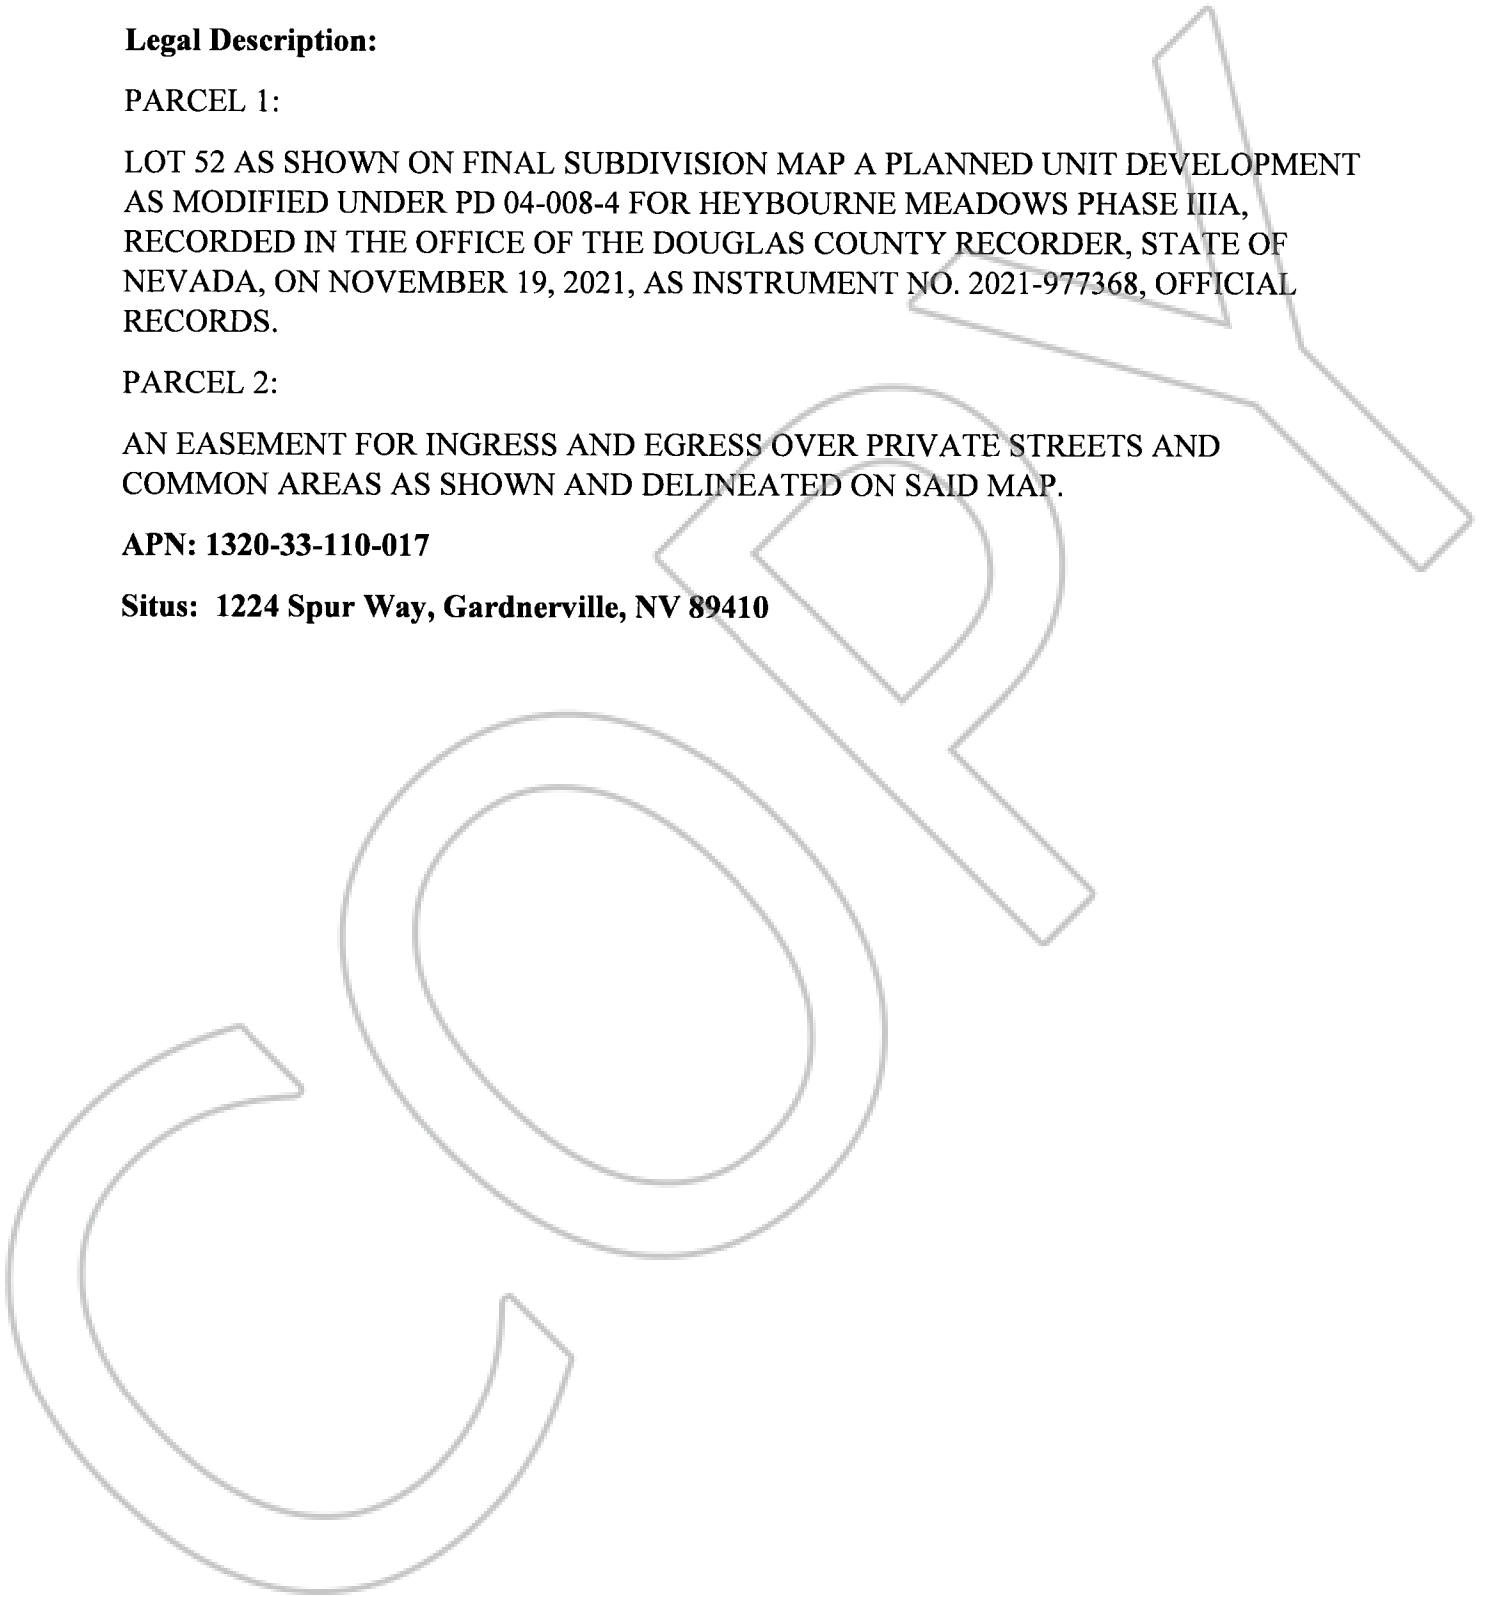 Legal Description:
PARCEL 1:
LOT 52 AS SHOWN ON FINAL SUBDIVISION MAP A PLANNED UNIT DEVELOPMENT
AS MODIFIED UNDER PD 04-008-4 FOR HEYBOURNE MEADOWS PHASE IIIA,
RECORDED IN THE OFFICE OF THE DOUGLAS COUNTY RECORDER, STATE OF
NEVADA, ON NOVEMBER 19, 2021, AS INSTRUMENT NO. 2021-977368, OFFICIAL
RECORDS.
PARCEL 2:
AN EASEMENT FOR INGRESS AND EGRESS OVER PRIVATE STREETS AND
COMMON AREAS AS SHOWN AND DELINEATED ON SAID MAP.
APN: 1320-33-110-017
Situs: 1224 Spur Way, Gardnerville, NV 89410
COPY